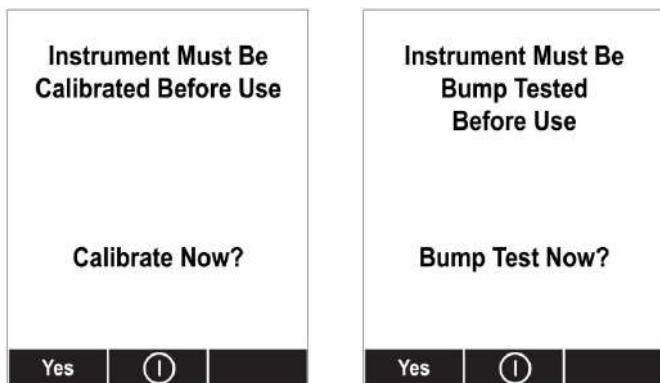 Instrument Must Be
Calibrated Before Use
Calibrate Now?
Yes
Instrument Must Be
Bump Tested
Before Use
Bump Test Now?
Yes